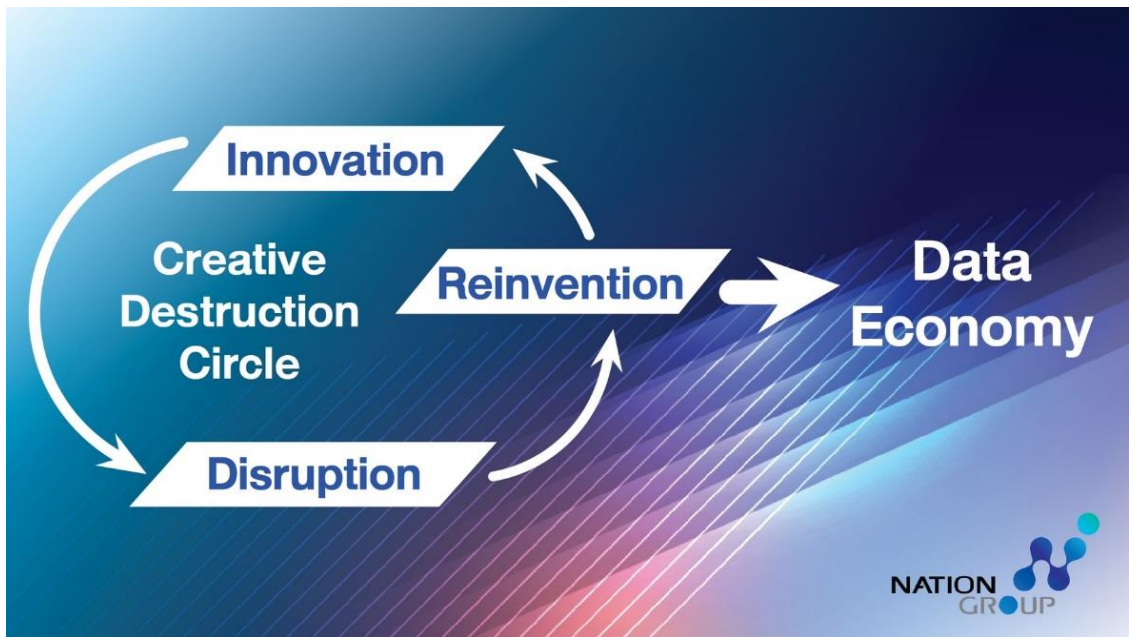 Innovation
Creative
Destruction
Circle
Reinvention
Disruption
Data
Economy
NATION
GROUP